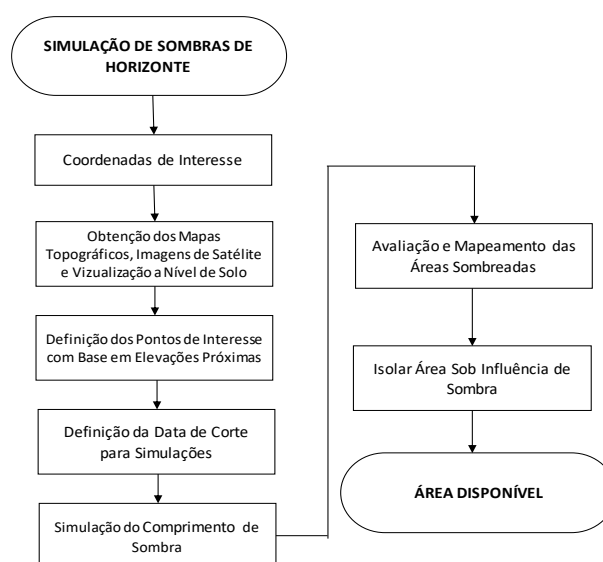 SIMULAÇÃO DE SOMBRAS DE
HORIZONTE
Coordenadas de Interesse
Obtenção dos Mapas
Topográficos, Imagens de Satélite
e Vizualização a Nível de Solo
Definição dos Pontos de Interesse
com Base em Elevações Próximas
Definição da Data de Corte
para Simulações
Simulação do Comprimento de
Sombra
Avaliação e Mapeamento das
Áreas Sombreadas
Isolar Área Sob Influência de
Sombra
ÁREA DISPONÍVEL